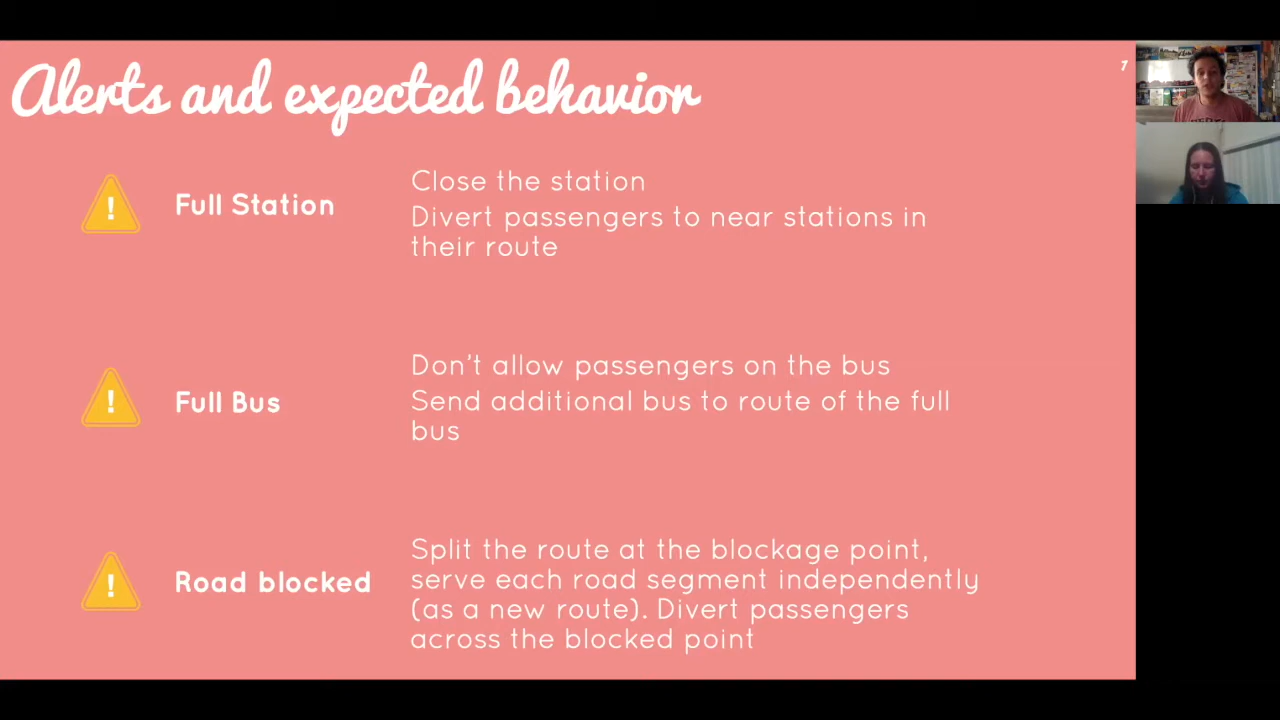 Alerts and expected behavior
7
!
Full Station
Close the station
Divert passengers to near stations in
their route
!
Full Bus
Don't allow passengers on the bus
Send additional bus to route of the full
bus
!
Road blocked
Split the route at the blockage point,
serve each road segment independently
(as a new route). Divert passengers
across the blocked point